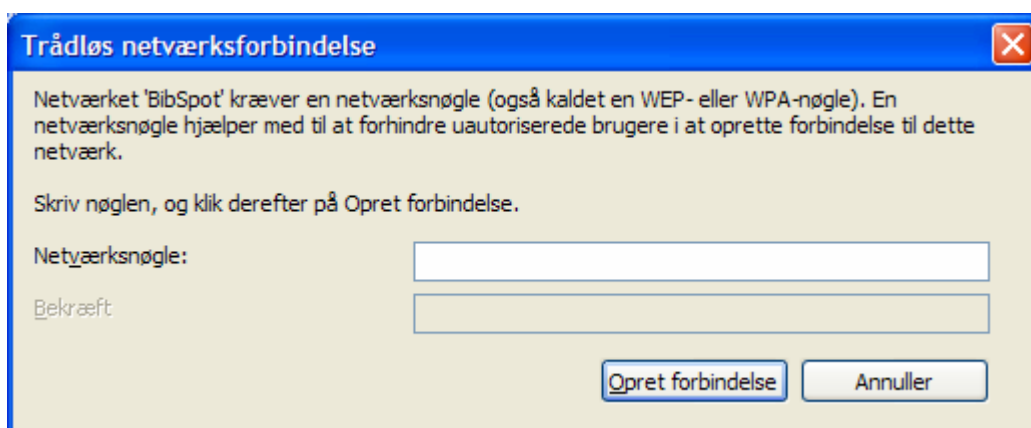 Trådløs netværksforbindelse
Netværket 'BibSpot' kræver en netværksnøgle (også kaldet en WEP- eller WPA-nøgle). En
netværksnøgle hjælper med til at forhindre uautoriserede brugere i at oprette forbindelse til dette
netværk.
Skriv nøglen, og klik derefter på Opret forbindelse.
Netværksnøgle:
Bekræft
Opret forbindelse
Annuller